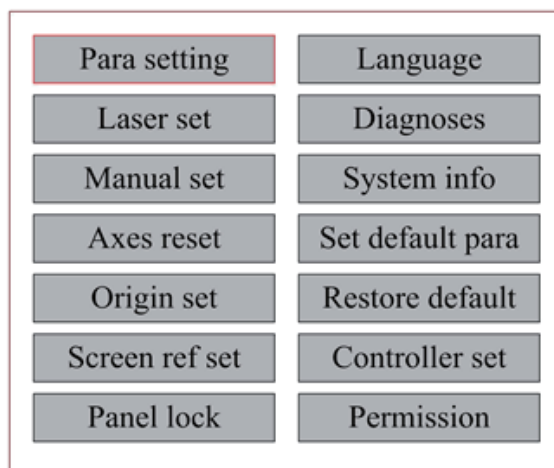 Para setting
Language
Laser set
Diagnoses
Manual set
System info
Axes reset
Set default para
Origin set
Restore default
Screen ref set
Controller set
Panel lock
Permission